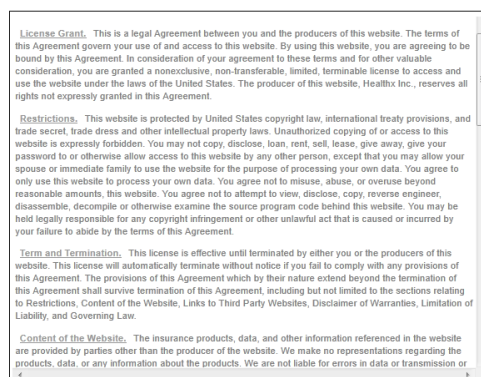 License Grant. This is a legal Agreement between you and the producers of this website. The terms of
this Agreement govern your use of and access to this website. By using this website, you are agreeing to be
bound by this Agreement. In consideration of your agreement to these terms and for other valuable
consideration, you are granted a nonexclusive, non-transferable, limited, terminable license to access and
use the website under the laws of the United States. The producer of this website, Healthx Inc., reserves all
rights not expressly granted in this Agreement.
Restrictions. This website is protected by United States copyright law, international treaty provisions, and
trade secret, trade dress and other intellectual property laws. Unauthorized copying of or access to this
website is expressly forbidden. You may not copy, disclose, loan, rent, sell, lease, give away, give your
password to or otherwise allow access to this website by any other person, except that you may allow your
spouse or immediate family to use the website for the purpose of processing your own data. You agree to
only use this website to process your own data. You agree not to misuse, abuse, or overuse beyond
reasonable amounts, this website. You agree not to attempt to view, disclose, copy, reverse engineer,
disassemble, decompile or otherwise examine the source program code behind this website. You may be
held legally responsible for any copyright infringement or other unlawful act that is caused or incurred by
your failure to abide by the terms of this Agreement.
Term and Termination. This license is effective until terminated by either you or the producers of this
website. This license will automatically terminate without notice if you fail to comply with any provisions of
this Agreement. The provisions of this Agreement which by their nature extend beyond the termination of
this Agreement shall survive termination of this Agreement, including but not limited to the sections relating
to Restrictions, Content of the Website, Links to Third Party Websites, Disclaimer of Warranties, Limitation of
Liability, and Governing Law.
Content of the Website. The insurance products, data, and other information referenced in the website
are provided by parties other than the producer of the website. We make no representations regarding the
products, data, or any information about the products. We are not liable for errors in data or transmission or